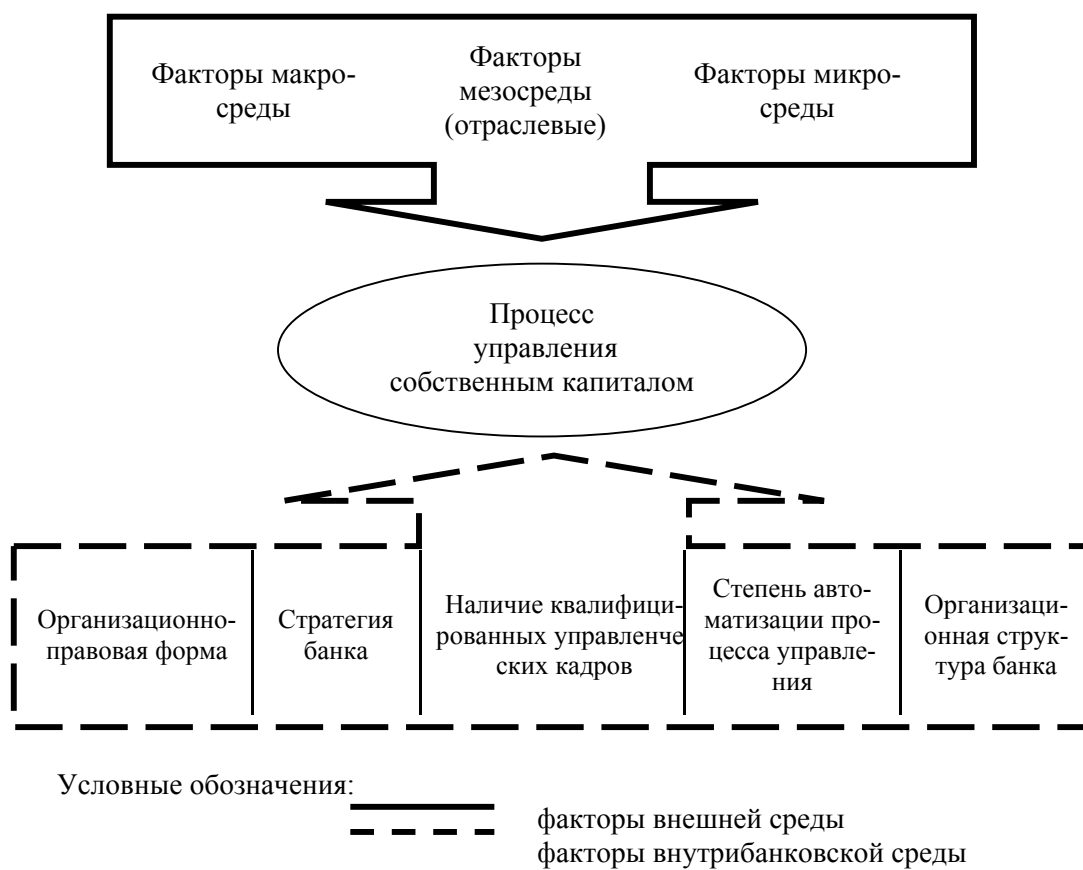 Факторы макро-
среды
Факторы
мезосреды
(отраслевые)
Факторы микро-
среды
Процесс
управления
собственным капиталом
Организационно-
правовая форма
Стратегия
банка
Наличие квалифици-
рованных управленче
ских кадров
Степень авто-
матизации про-
цесса управле-
ния
Организаци-
онная струк-
тура банка
Условные обозначения:
факторы внешней среды
факторы внутрибанковской среды